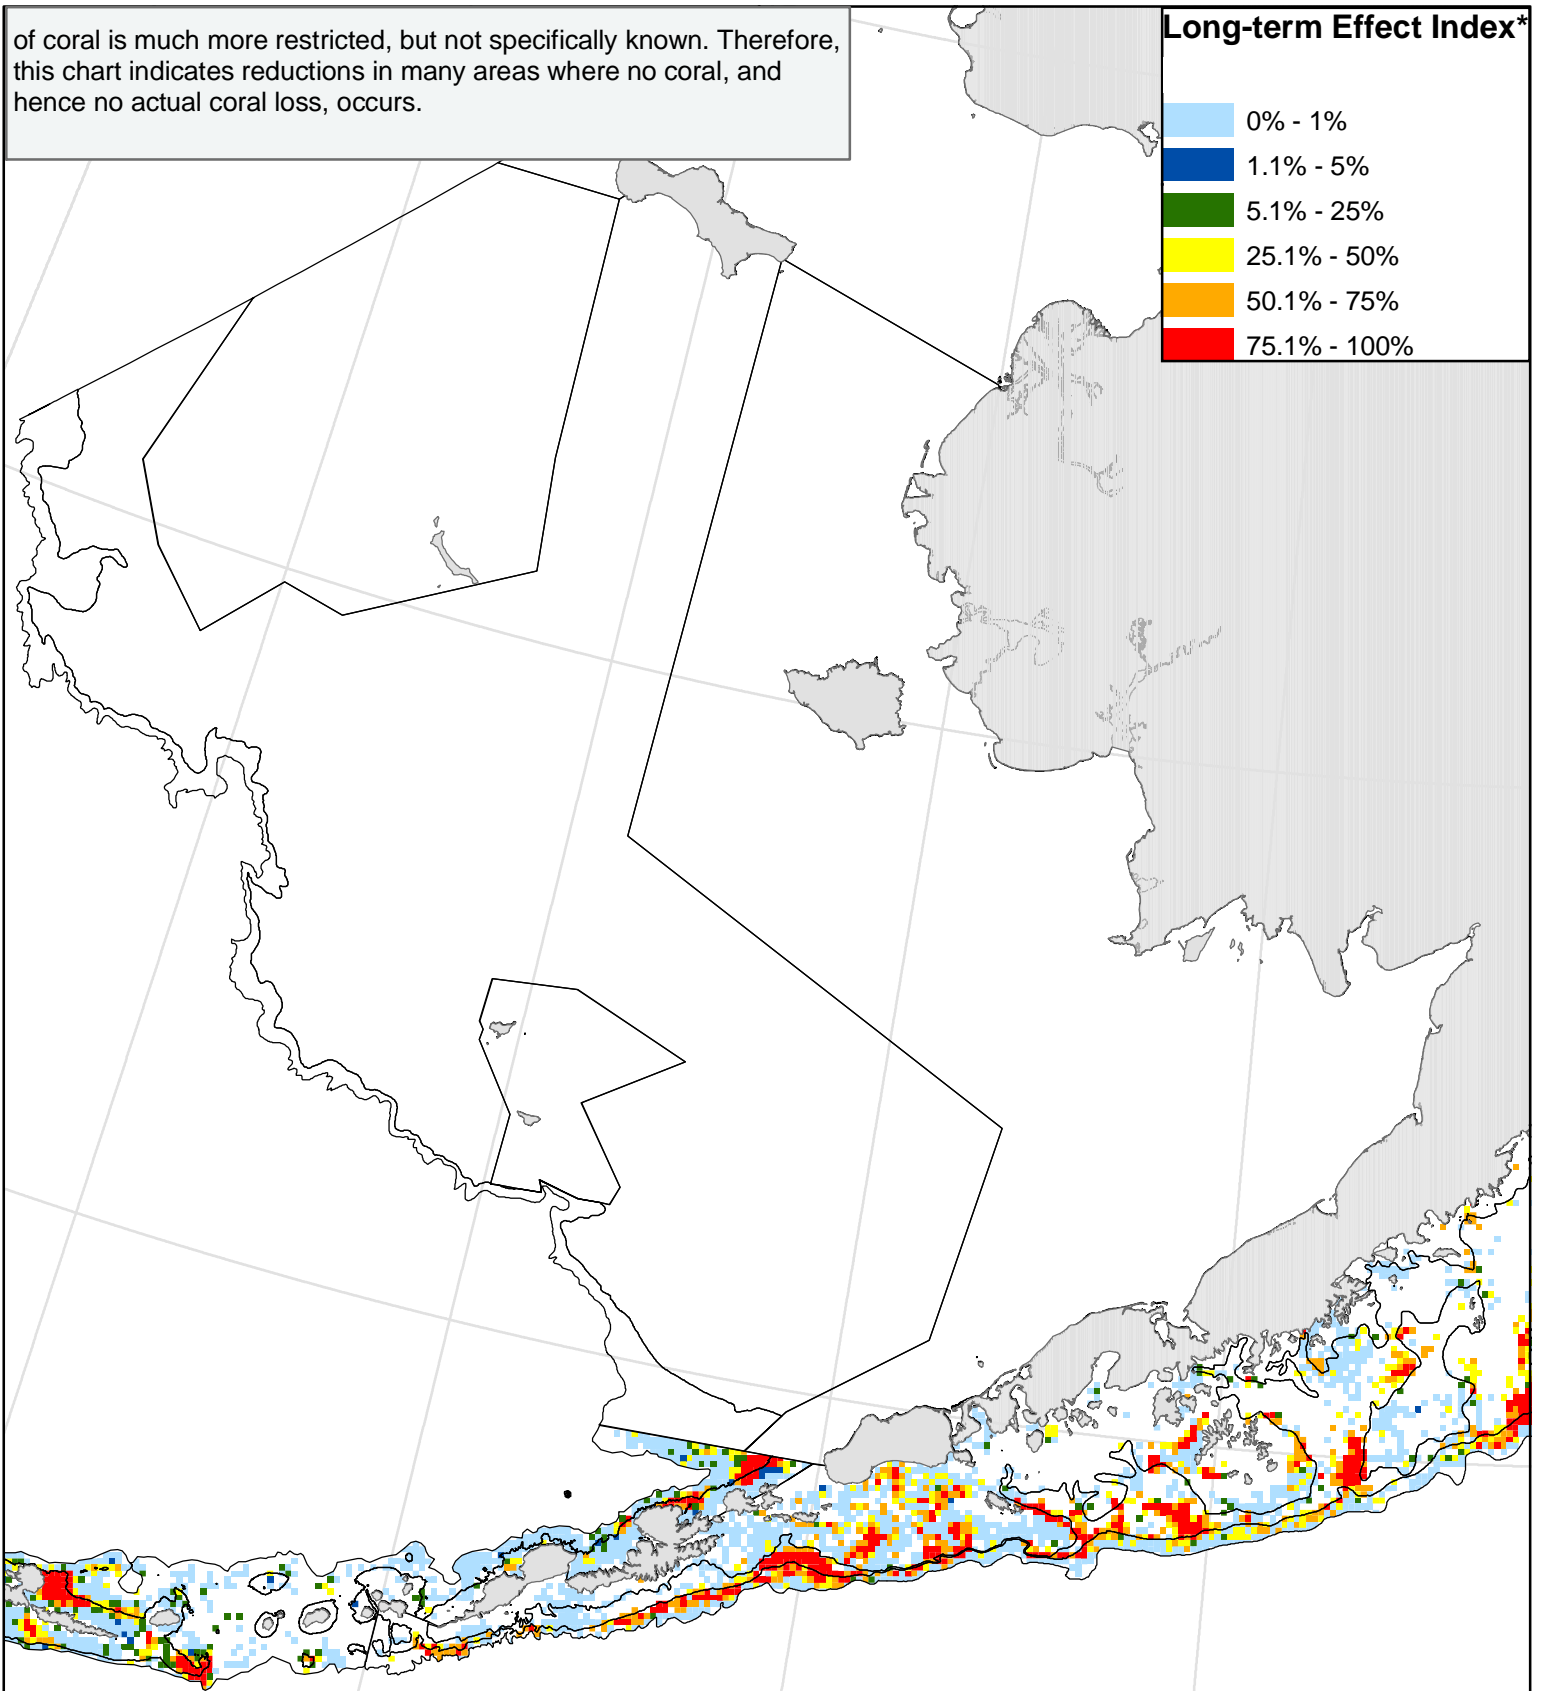 of coral is much more restricted, but not specifically known. Therefore,
this chart indicates reductions in many areas where no coral, and
hence no actual coral loss, occurs.
Long-term Effect Index*
0% - 1%
1.1% - 5%
5.1% - 25%
25.1% - 50%
50.1% - 75%
75.1% - 100%